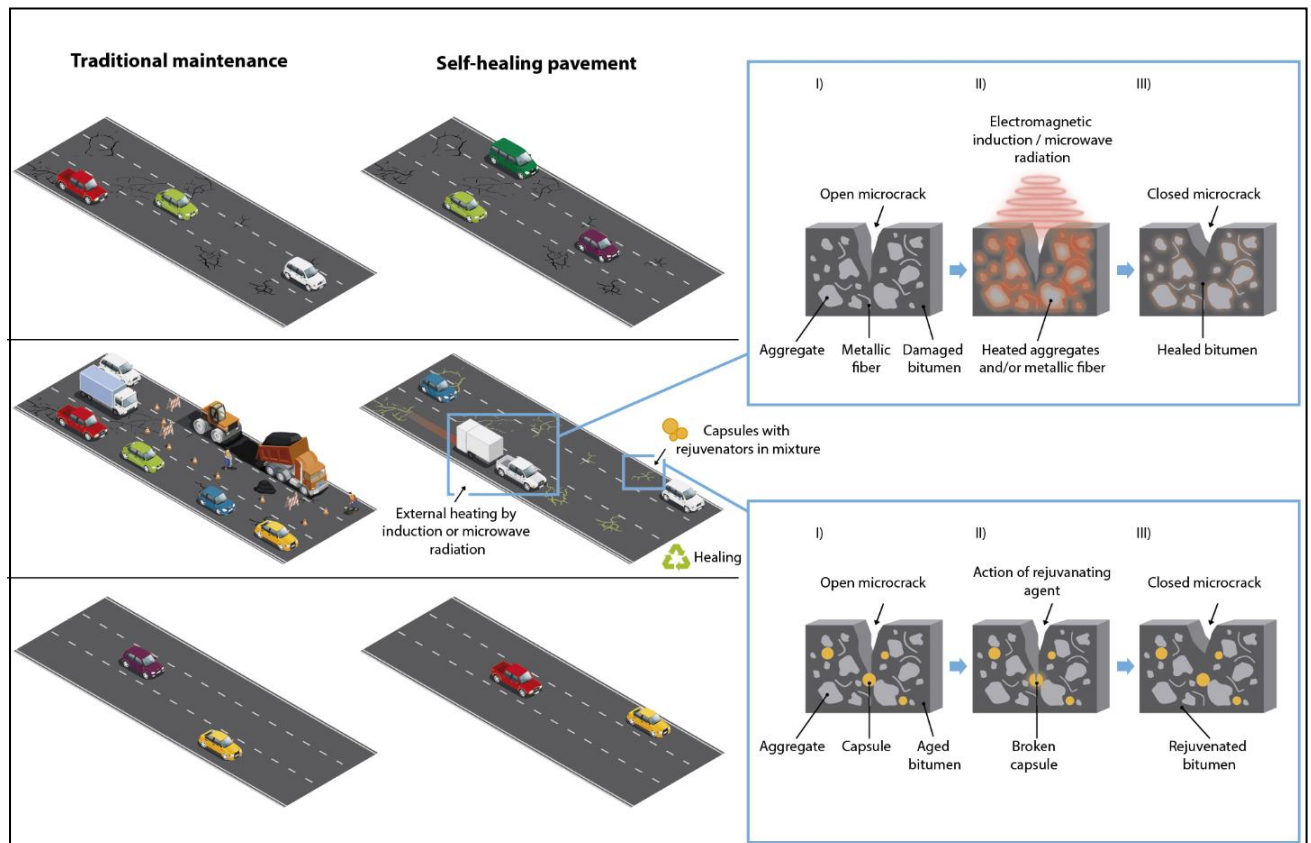 Traditional maintenance
Self-healing pavement
I)
II)
III)
Electromagnetic
induction / microwave
radiation
Open microcrack
Closed microcrack
Aggregate
Metallic
fiber
Damaged
bitumen
Heated aggregates
and/or metallic fiber
Healed bitumen
Capsules with
rejuvenators in mixture
External heating by
induction or microwave
radiation
Healing
I)
II)
III)
Open microcrack
Action of rejuvanating
agent
Closed microcrack
Aggregate
Capsule
Aged
bitumen
Broken
capsule
Rejuvenated
bitumen